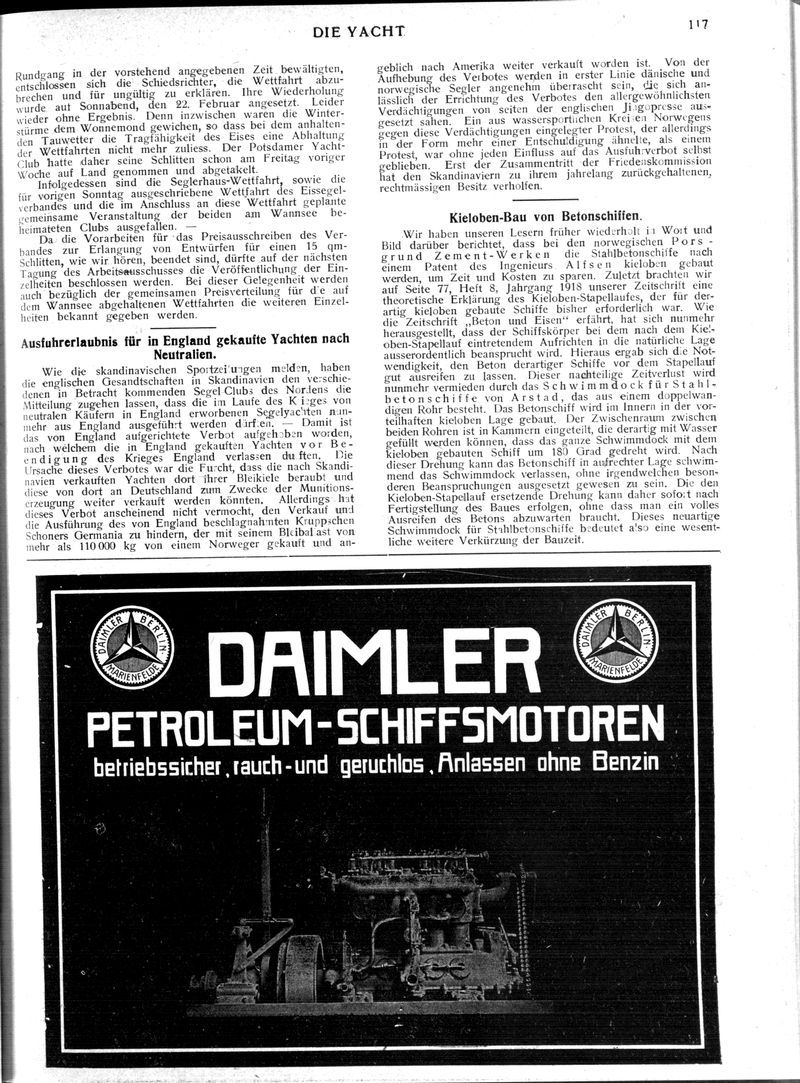 DIE YACHT
117
Rundgang in der vorstehend angegebenen Zeit bewältigten,
entschlossen sich die Schiedsrichter, die Wettfahrt abzu-
brechen und für ungültig zu erklären. Ihre Wiederholung
wurde auf Sonnabend, den 22. Februar angesetzt. Leider
wieder ohne Ergebnis. Denn inzwischen waren die Winter-
stürme dem Wonnemond gewichen, so dass bei dem anhalten-
den Tauwetter die Tragfähigkeit des Eises eine Abhaltung
der Wettfahrten nicht mehr zuliess. Der Potsdamer Yacht-
Club hatte daher seine Schlitten schon am Freitag voriger
Woche auf Land genommen und abgetakelt.
Infolgedessen sind die Seglerhaus-Wettfahrt, sowie die
für vorigen Sonntag ausgeschriebene Wettfahrt des Eissegel-
verbandes und die im Anschluss an diese Wettfahrt geplante
gemeinsame Veranstaltung der beiden am Wannsee be-
heimateten Clubs ausgefallen. —
Da die Vorarbeiten für das Preisausschreiben des Ver-
bandes zur Erlangung von Entwürfen für einen 15 qm-
Schlitten, wie wir hören, beendet sind, dürfte auf der nächsten
Tagung des Arbeitsausschusses die Veröffentlichung der Ein-
zelheiten beschlossen werden. Bei dieser Gelegenheit werden
auch bezüglich der gemeinsamen Preisverteilung für die auf
dem Wannsee abgehaltenen Wettfahrten die weiteren Einzel-
heiten bekannt gegeben werden.
Ausfuhrerlaubnis für in England gekaufte Yachten nach
Neutralien.
Wie die skandinavischen Sportzeitungen melden, haben
die englischen Gesandtschaften in Skandinavien den verschie-
denen in Betracht kommenden Segel-Clubs des Nordens die
Mitteilung zugehen lassen, dass die im Laufe des Krieges von
neutralen Käufern in England erworbenen Segelyachten nun-
mehr aus England ausgeführt werden dürfen. — Damit ist
das von England aufgerichtete Verbot aufgehoben worden,
nach welchem die in England gekauften Yachten vor Be-
endigung des Krieges England verlassen durften. Die
Ursache dieses Verbotes war die Furcht, dass die nach Skandi-
navien verkauften Yachten dort ihrer Bleikiele beraubt und
diese von dort an Deutschland zum Zwecke der Munitions-
erzeugung weiter verkauft werden könnten. Allerdings hat
dieses Verbot anscheinend nicht vermocht, den Verkauf und
die Ausführung des von England beschlagnahmten Kruppschen
Schoners Germania zu hindern, der mit seinem Bleiballast von
mehr als 110 000 kg von einem Norweger gekauft und an-
geblich nach Amerika weiter verkauft worden ist. Von der
Aufhebung des Verbotes werden in erster Linie dänische und
norwegische Segler angenehm überrascht sein, die sich an-
lässlich der Errichtung des Verbotes den allergewöhnlichsten
Verdächtigungen von seiten der englischen Jingopresse aus-
gesetzt sahen. Ein aus wassersportlichen Kreisen Norwegens
gegen diese Verdächtigungen eingelegter Protest, der allerdings
in der Form mehr einer Entschuldigung ähnelte, als einem
Protest, war ohne jeden Einfluss auf das Ausfuhrverbot selbst
geblieben. Erst der Zusammentritt der Friedenskommission
hat den Skandinaviern zu ihrem jahrelang zurückgehaltenen,
rechtmässigen Besitz verholfen.
Kieloben-Bau von Betonschiffen.
Wir haben unseren Lesern früher wiederholt in Wort und
Bild darüber berichtet, dass bei den norwegischen Pors-
grund Zement-Werken die Stahlbetonschiffe nach
einem Patent des Ingenieurs Alfsen kieloben gebaut
werden, um Zeit und Kosten zu sparen. Zuletzt brachten wir
auf Seite 77, Heft 8, Jahrgang 1918 unserer Zeitschrift eine
theoretische Erklärung des Kieloben-Stapellaufes, der für der-
artig kieloben gebaute Schiffe bisher erforderlich war. Wie
die Zeitschrift „Beton und Eisen" erfährt, hat sich nunmehr
herausgestellt, dass der Schiffskörper bei dem nach dem Kiel-
oben-Stapellauf eintretendem Aufrichten in die natürliche Lage
ausserordentlich beansprucht wird. Hieraus ergab sich die Not-
wendigkeit, den Beton derartiger Schiffe vor dem Stapellauf
gut ausreifen zu lassen. Dieser nachteilige Zeitverlust wird
nunmehr vermieden durch das Schwimmdock für Stahl-
betonschiffe von Arstad, das aus einem doppelwan-
digen Rohr besteht. Das Betonschiff wird im Innern in der vor-
teilhaften kieloben Lage gebaut. Der Zwischenraum zwischen
beiden Rohren ist in Kammern eingeteilt, die derartig mit Wasser
gefüllt werden können, dass das ganze Schwimmdock mit dem
kieloben gebauten Schiff um 180 Grad gedreht wird. Nach
dieser Drehung kann das Betonschiff in aufrechter Lage schwim-
mend das Schwimmdock verlassen, ohne irgendwelchen beson-
deren Beanspruchungen ausgesetzt gewesen zu sein. Die den
Kieloben-Stapellauf ersetzende Drehung kann daher sofort nach
Fertigstellung des Baues erfolgen, ohne dass man ein volles
Ausreifen des Betons abzuwarten braucht. Dieses neuartige
Schwimmdock für Stahlbetonschiffe bedeutet also eine wesent-
liche weitere Verkürzung der Bauzeit.
DAIMLER BERLIN-MARIENFELDE
DAIMLER BERLIN-MARIENFELDE
DAIMLER
PETROLEUM-SCHIFFSMOTOREN
betriebssicher, rauch- und geruchlos, Anlassen ohne Benzin